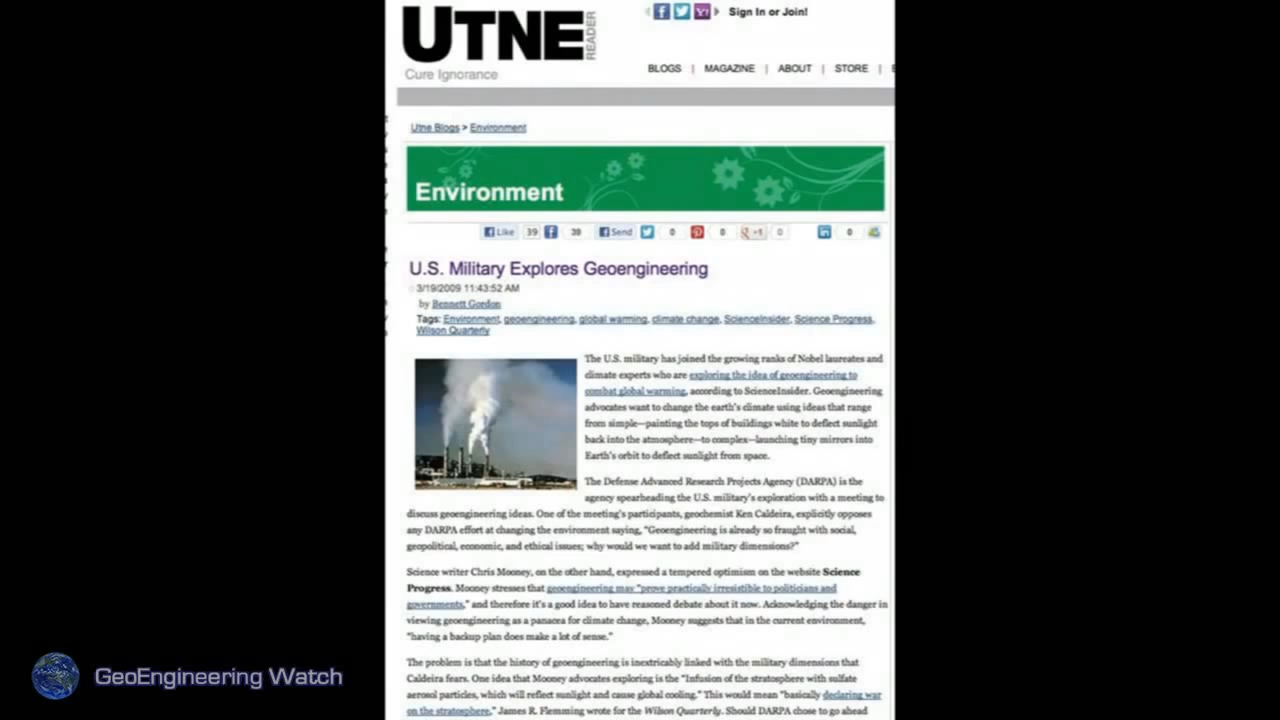 UTNE READER
Sign In or Join!
Cure Ignorance
BLOGS | MAGAZINE | ABOUT | STORE |
Utne Blogs > Environment
Environment
Like 39 38 Send 0 0 +1 0 0
U.S. Military Explores Geoengineering
3/19/2009 11:43:52 AM
by Bennett Gordon
Tags: Environment, geoengineering, global warming, climate change, ScienceInsider, Science Progress,
Wilson Quarterly
The U.S. military has joined the growing ranks of Nobel laureates and
climate experts who are exploring the idea of geoengineering to
combat global warming, according to ScienceInsider. Geoengineering
advocates want to change the earth's climate using ideas that range
from simple—painting the tops of buildings white to deflect sunlight
back into the atmosphere—to complex—launching tiny mirrors into
Earth's orbit to deflect sunlight from space.
The Defense Advanced Research Projects Agency (DARPA) is the
agency spearheading the U.S. military's exploration with a meeting to
discuss geoengineering ideas. One of the meeting's participants, geochemist Ken Caldeira, explicitly opposes
any DARPA effort at changing the environment saying, "Geoengineering is already so fraught with social,
geopolitical, economic, and ethical issues; why would we want to add military dimensions?"
Science writer Chris Mooney, on the other hand, expressed a tempered optimism on the website Science
Progress. Mooney stresses that geoengineering may "prove practically irresistible to politicians and
governments," and therefore it's a good idea to have reasoned debate about it now. Acknowledging the danger in
viewing geoengineering as a panacea for climate change, Mooney suggests that in the current environment,
"having a backup plan does make a lot of sense."
The problem is that the history of geoengineering is inextricably linked with the military dimensions that
Caldeira fears. One idea that Mooney advocates exploring is the "Infusion of the stratosphere with sulfate
aerosol particles, which will reflect sunlight and cause global cooling." This would mean "basically declaring war
on the stratosphere," James R. Flemming wrote for the Wilson Quarterly. Should DARPA chose to go ahead
GeoEngineering Watch